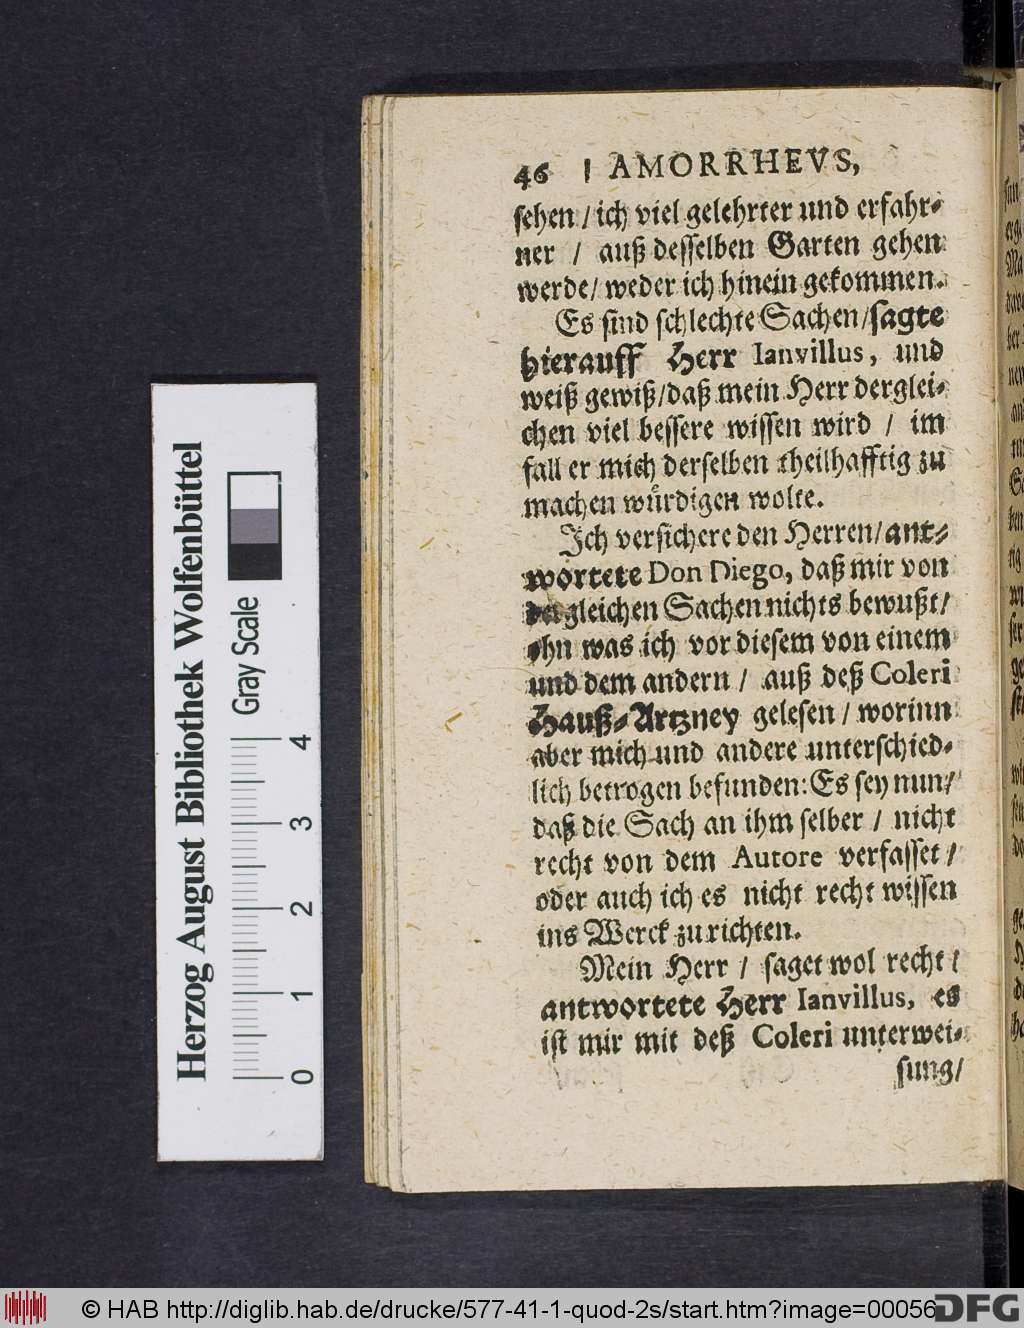 46 I AMORRHEVS,
sehen / ich viel gelehrter und erfahr-
ner / auß desselben Garten gehen
werde / weder ich hinein gekommen.
Es sind schlechte Sachen / sagte
hierauff Herr Ianvillus, und
weiß gewiß / daß mein Herr derglei-
chen viel bessere wissen wird / im
fall er mich derselben theilhafftig zu
machen würdigen wolte.
Ich versichere den Herren / ant-
wortete Don Diego, daß mir von
dergleichen Sachen nichts bewußt /
ohn was ich vor diesem von einem
und dem andern / auß deß Coleri
Hauß-Artzney gelesen / worinn
aber mich und andere unterschied-
lich betrogen befunden: Es sey nun /
daß die Sach an ihm selber / nicht
recht von dem Autore verfasset /
oder auch ich es nicht recht wissen
ins Werck zu richten.
Mein Herr / saget wol recht /
antwortete Herr Ianvillus, es
ist mir mit deß Coleri unterwei-
sung /
Herzog August Bibliothek Wolfenbüttel
Gray Scale
0 1 2 3 4
© HAB http://diglib.hab.de/drucke/577-41-1-quod-2s/start.htm?image=00056
DFG